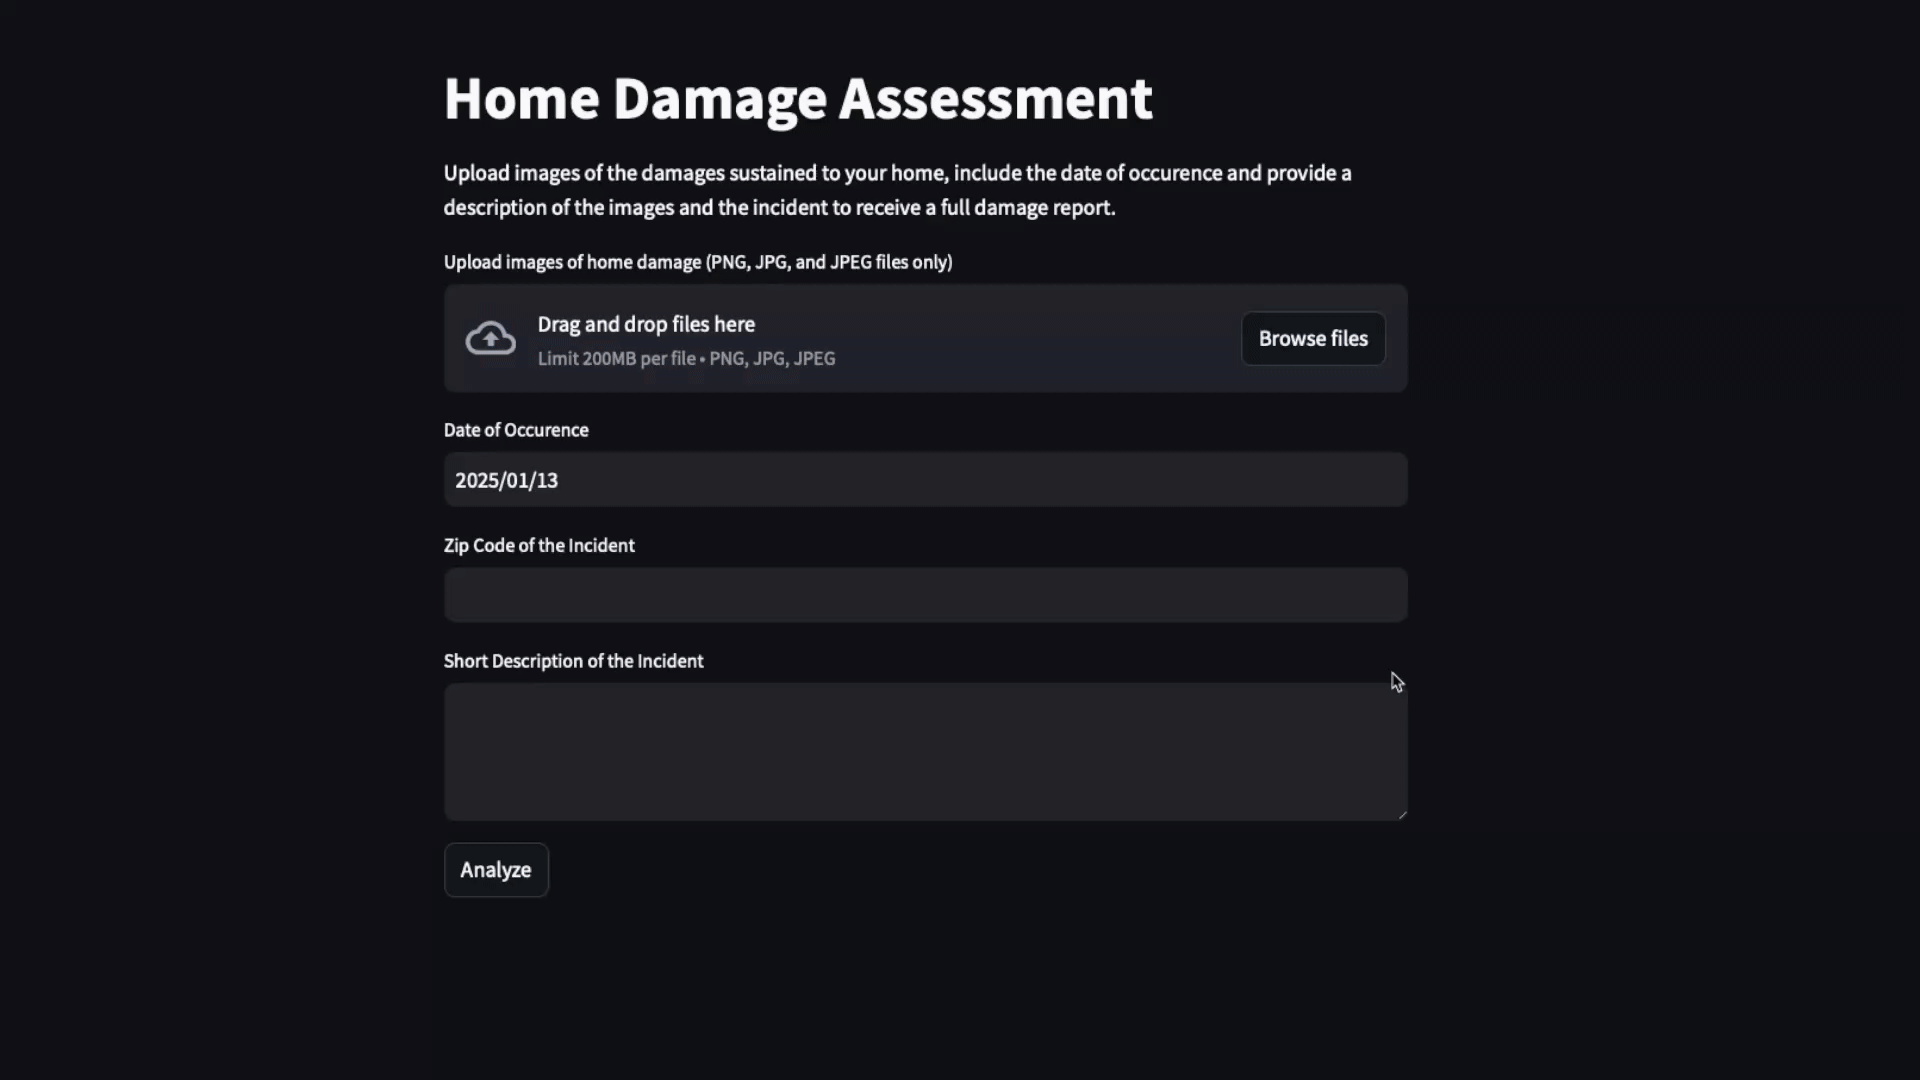 Home Damage Assessment
Upload images of the damages sustained to your home, include the date of occurence and provide a
description of the images and the incident to receive a full damage report.
Upload images of home damage (PNG, JPG, and JPEG files only)
Drag and drop files here
Limit 200MB per file • PNG, JPG, JPEG
Browse files
Date of Occurence
2025/01/13
Zip Code of the Incident
Short Description of the Incident
Analyze